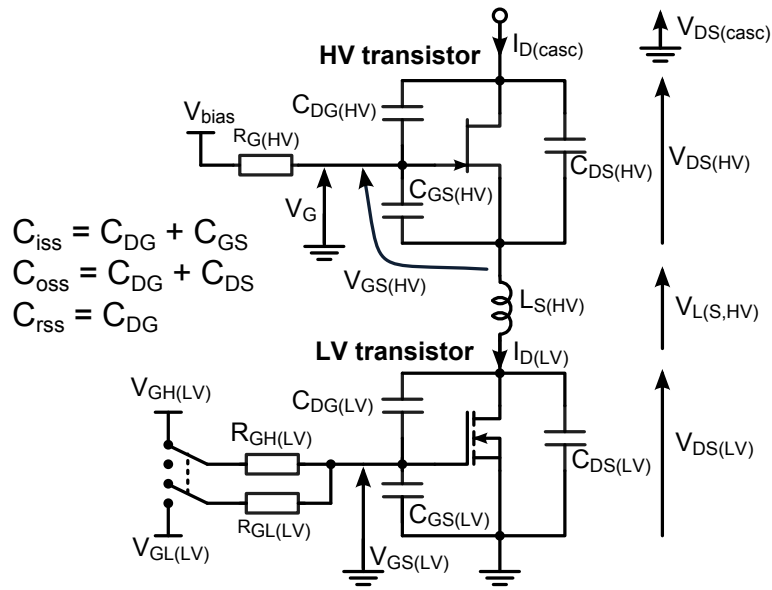 I_D(casc)
V_DS(casc)
HV transistor
C_DG(HV)
V_bias
R_G(HV)
C_DS(HV)
V_DS(HV)
C_GS(HV)
V_G
C_iss = C_DG + C_GS
C_oss = C_DG + C_DS
C_rss = C_DG
V_GS(HV)
L_S(HV)
V_L(S,HV)
LV transistor
I_D(LV)
V_GH(LV)
C_DG(LV)
R_GH(LV)
V_DS(LV)
C_DS(LV)
R_GL(LV)
C_GS(LV)
V_GL(LV)
V_GS(LV)